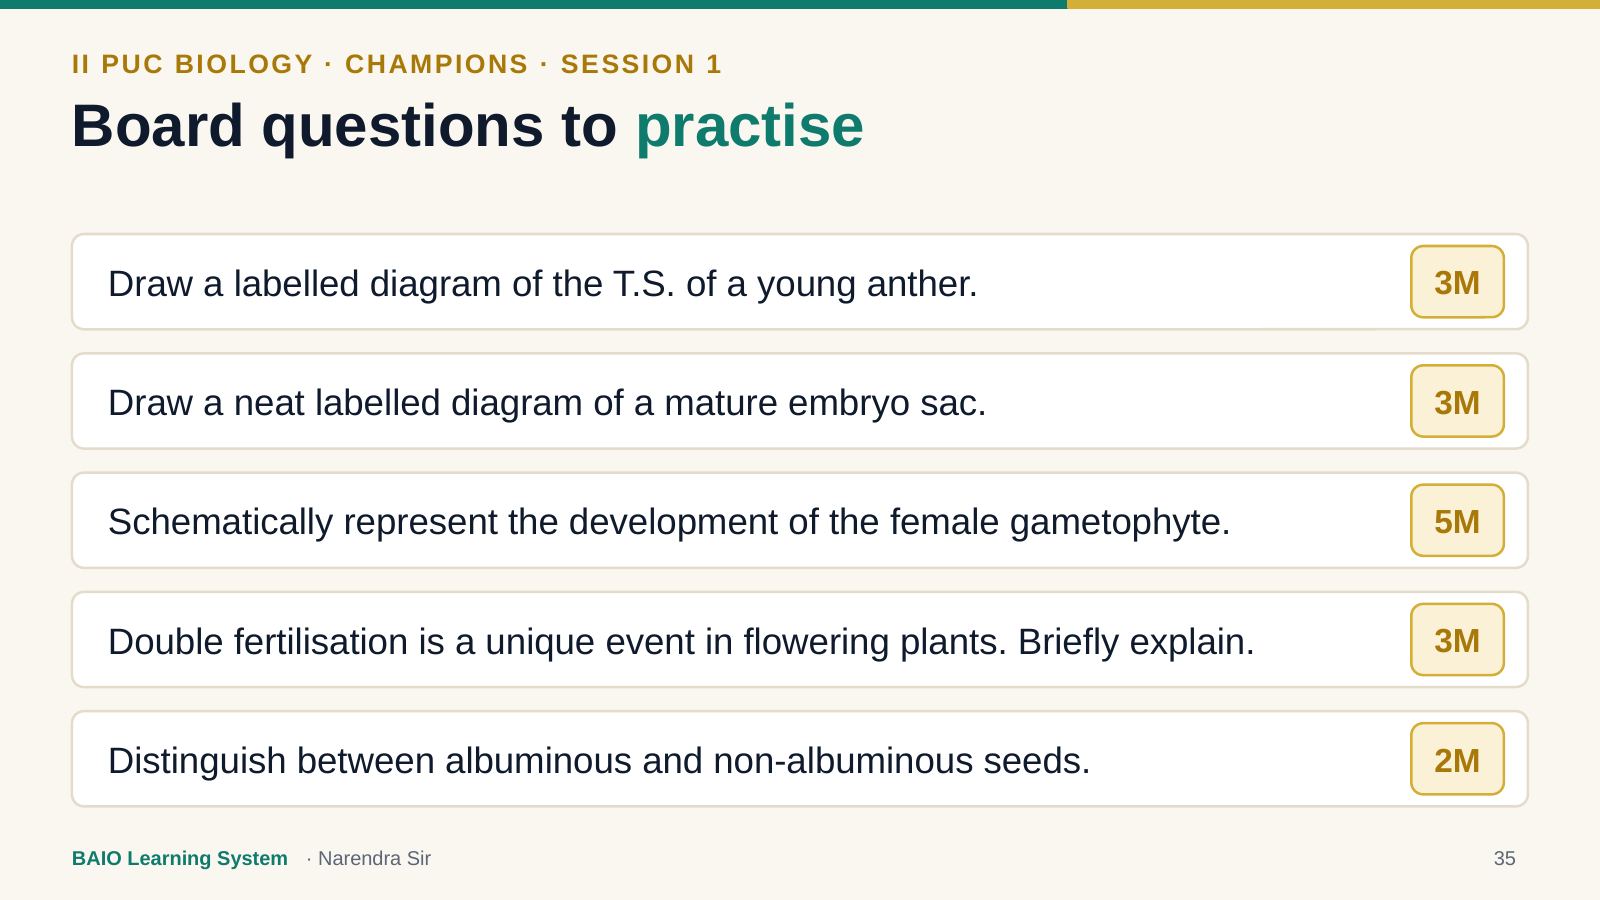 II PUC BIOLOGY · CHAMPIONS · SESSION 1
Board questions to practise
Draw a labelled diagram of the T.S. of a young anther. 3M
Draw a neat labelled diagram of a mature embryo sac. 3M
Schematically represent the development of the female gametophyte. 5M
Double fertilisation is a unique event in flowering plants. Briefly explain. 3M
Distinguish between albuminous and non-albuminous seeds. 2M
BAIO Learning System · Narendra Sir 35